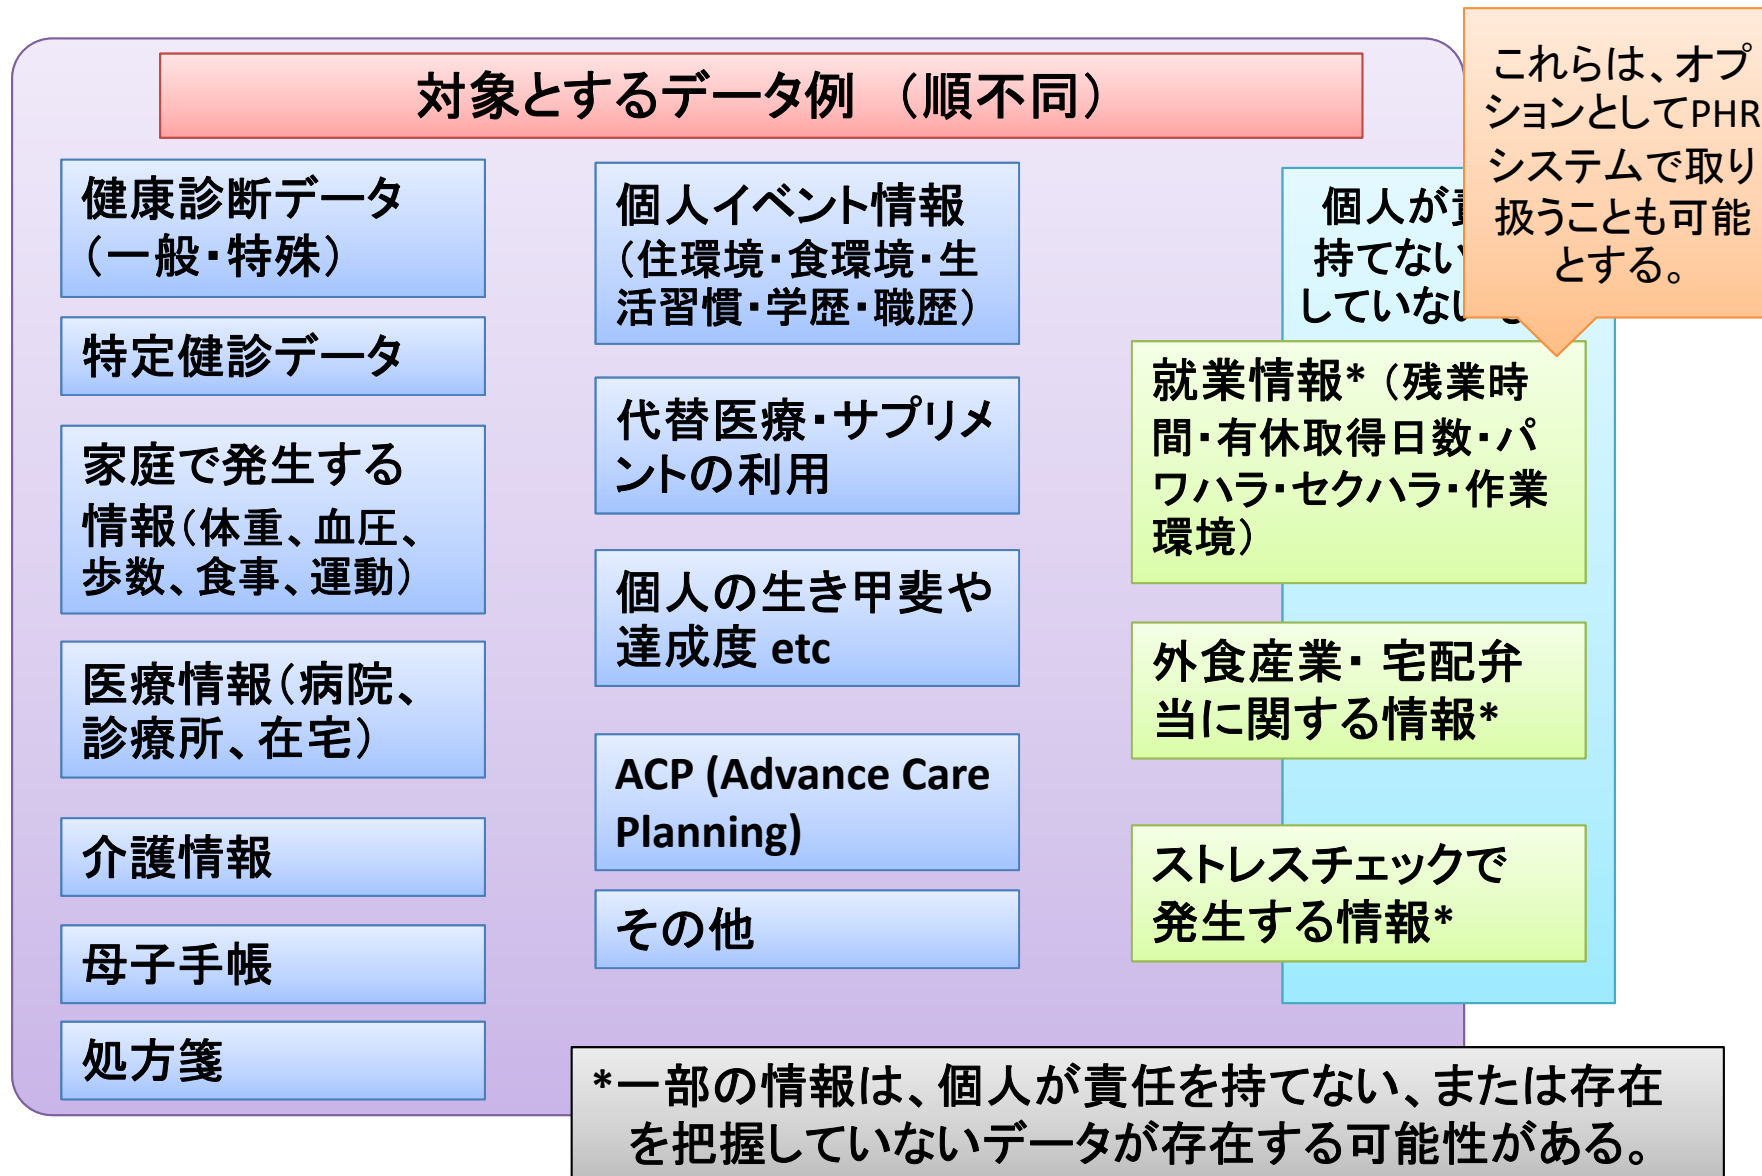 対象とするデータ例 （順不同）
これらは、オプ
ションとしてPHR
システムで取り
扱うことも可能
とする。
健康診断データ
（一般・特殊）
特定健診データ
家庭で発生する
情報（体重、血圧、
歩数、食事、運動）
医療情報（病院、
診療所、在宅）
介護情報
母子手帳
処方箋
個人イベント情報
（住環境・食環境・生
活習慣・学歴・職歴）
代替医療・サプリメ
ントの利用
個人の生き甲斐や
達成度 etc
ACP (Advance Care
Planning)
その他
個人が
持てない
していない
就業情報*（残業時
間・有休取得日数・パ
ワハラ・セクハラ・作業
環境）
外食産業・ 宅配弁
当に関する情報*
ストレスチェックで
発生する情報*
*一部の情報は、個人が責任を持てない、または存在
を把握していないデータが存在する可能性がある。